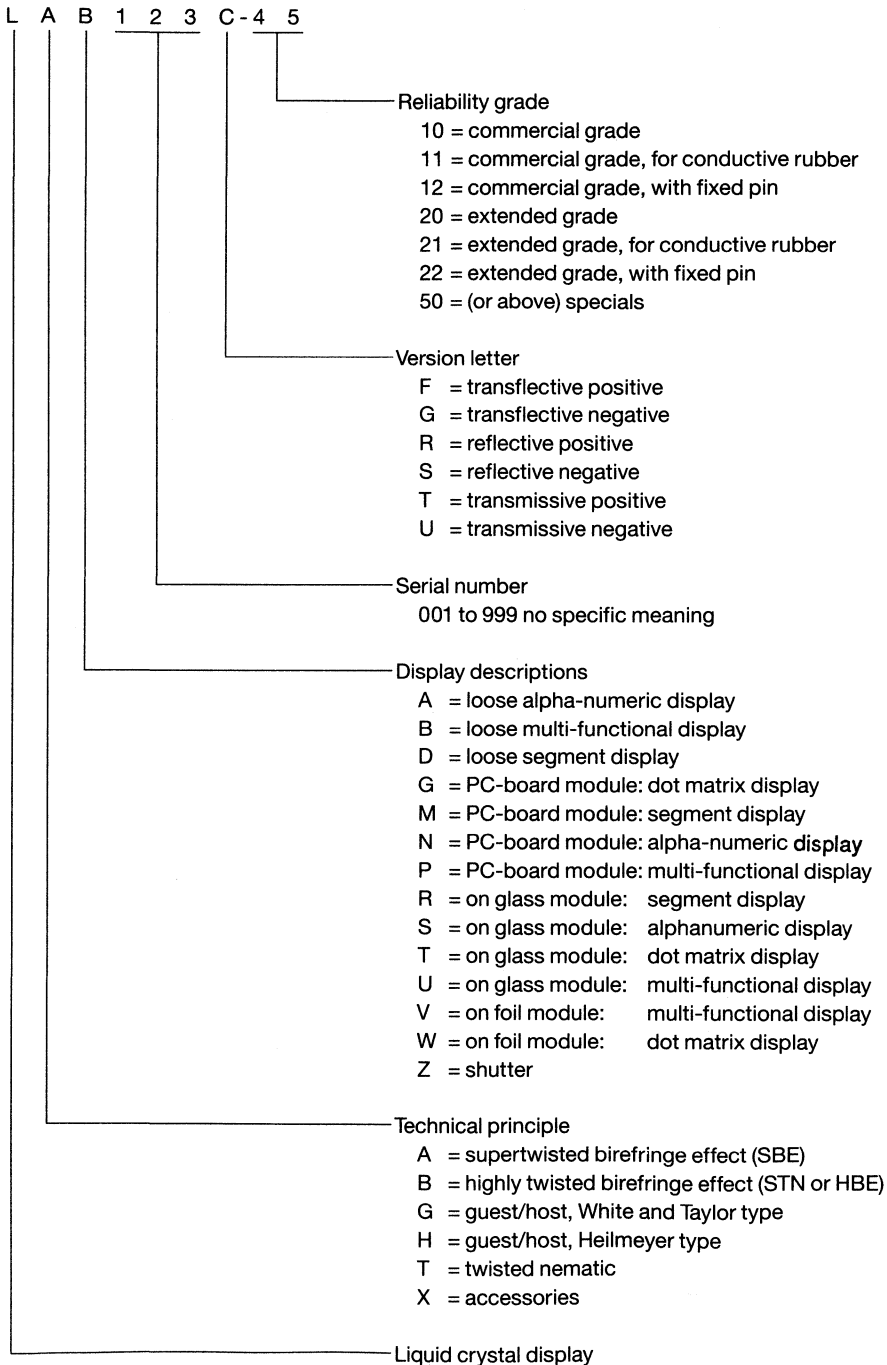 L A B 1 2 3 C - 4 5
Reliability grade
10 = commercial grade
11 = commercial grade, for conductive rubber
12 = commercial grade, with fixed pin
20 = extended grade
21 = extended grade, for conductive rubber
22 = extended grade, with fixed pin
50 = (or above) specials
Version letter
F = transflective positive
G = transflective negative
R = reflective positive
S = reflective negative
T = transmissive positive
U = transmissive negative
Serial number
001 to 999 no specific meaning
Display descriptions
A = loose alpha-numeric display
B = loose multi-functional display
D = loose segment display
G = PC-board module: dot matrix display
M = PC-board module: segment display
N = PC-board module: alpha-numeric display
P = PC-board module: multi-functional display
R = on glass module: segment display
S = on glass module: alphanumeric display
T = on glass module: dot matrix display
U = on glass module: multi-functional display
V = on foil module: multi-functional display
W = on foil module: dot matrix display
Z = shutter
Technical principle
A = supertwisted birefringe effect (SBE)
B = highly twisted birefringe effect (STN or HBE)
G = guest/host, White and Taylor type
H = guest/host, Heilmeyer type
T = twisted nematic
X = accessories
Liquid crystal display